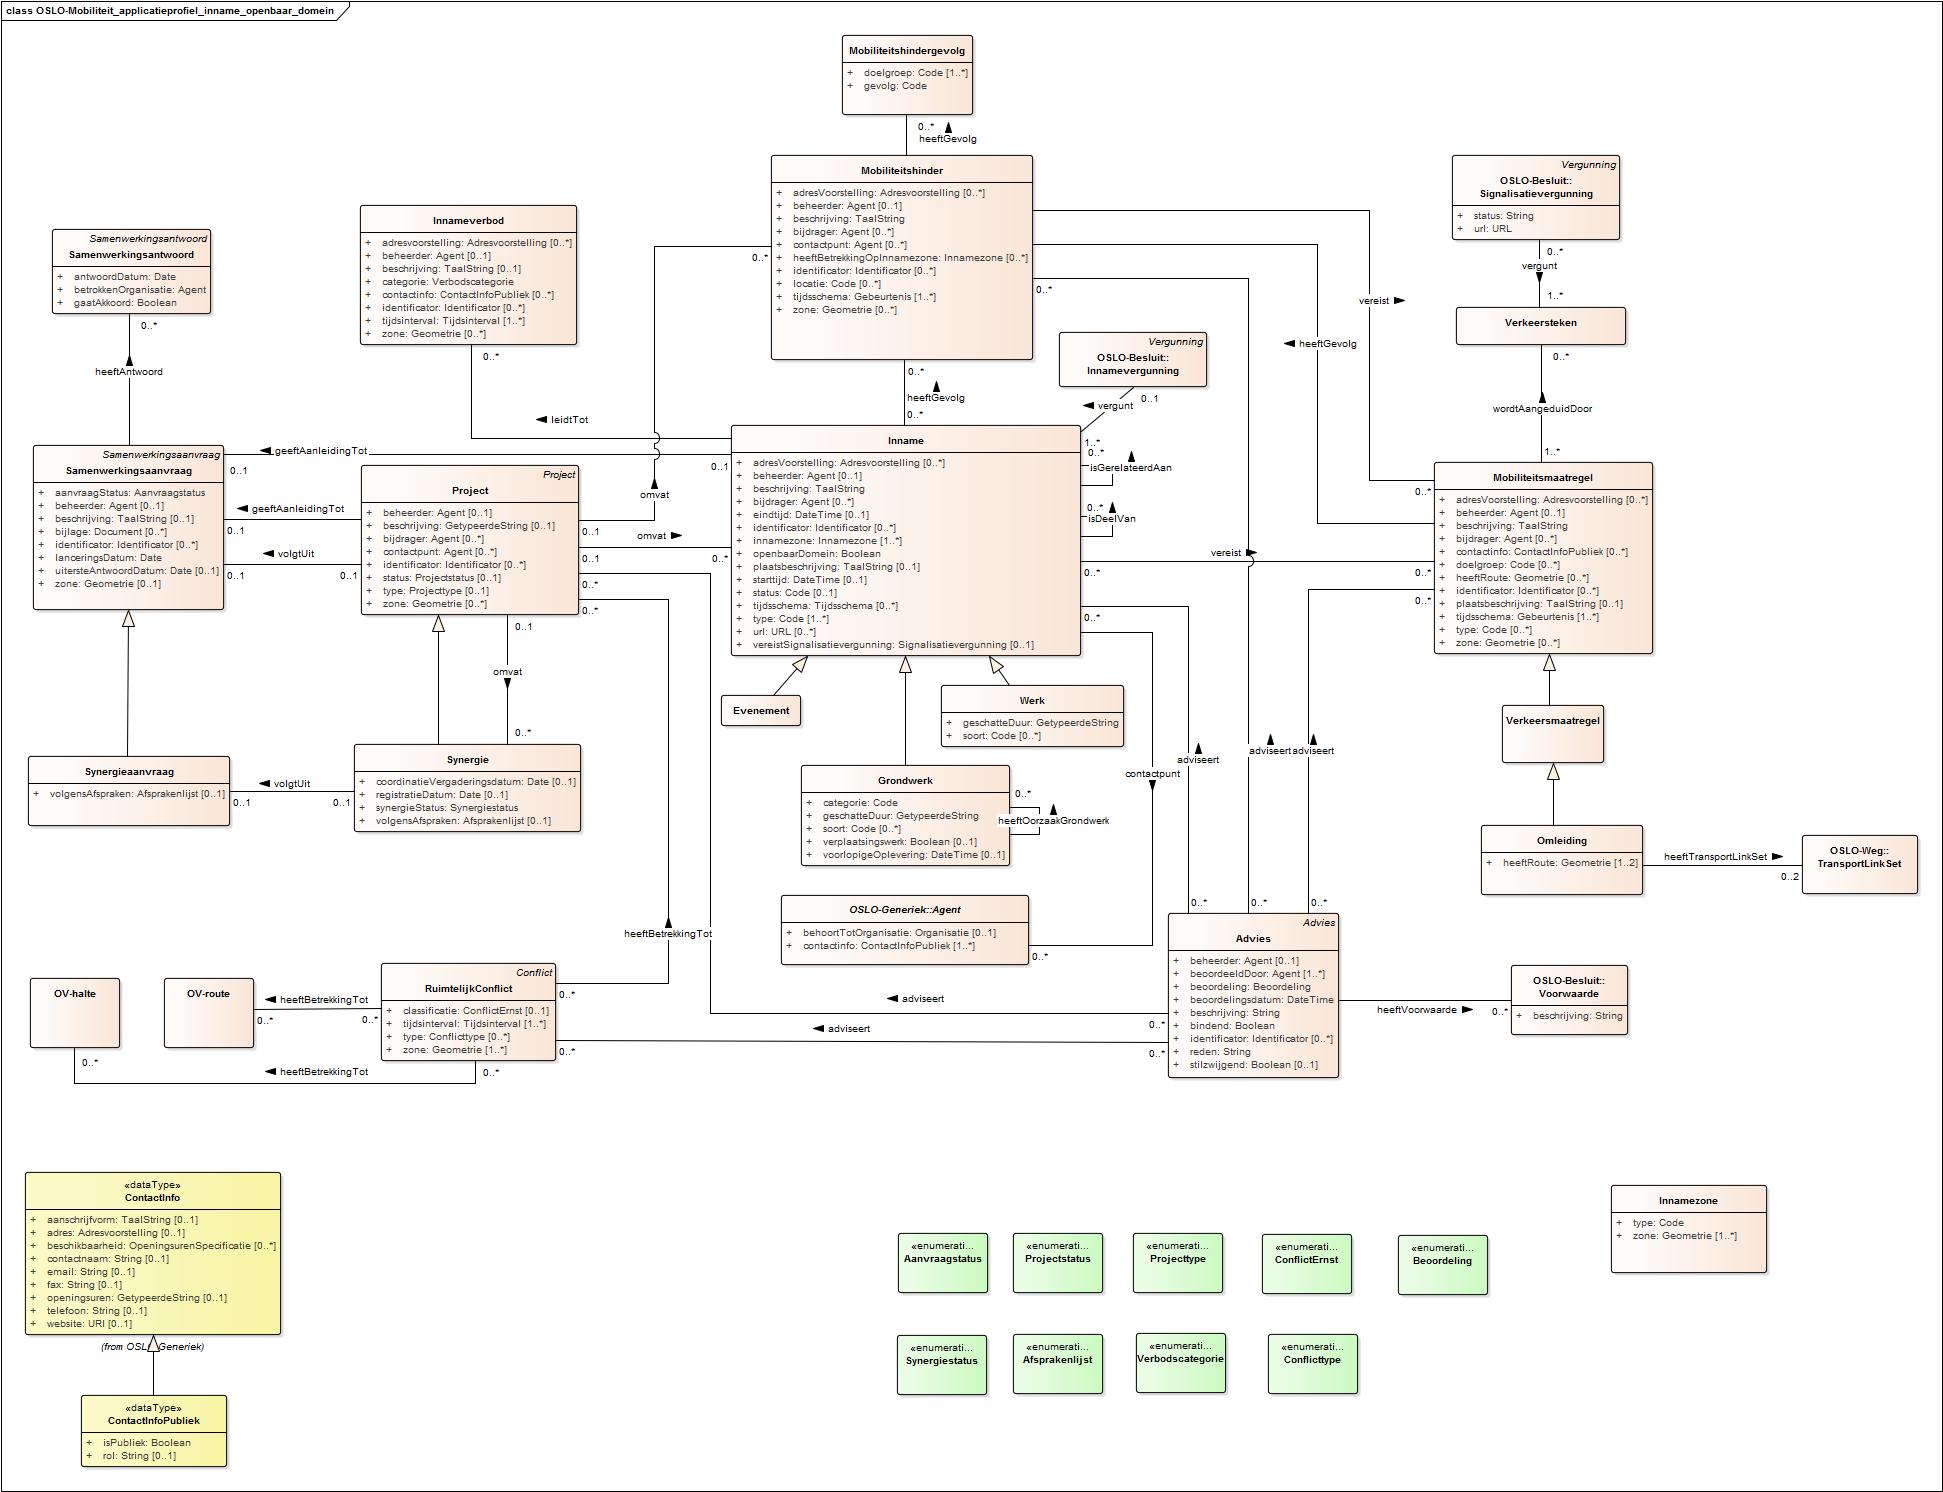 class OSLO-Mobiliteit_applicatieprofiel_inname_openbaar_domein
Mobiliteitshindergevolg
+ doelgroep: Code [1..*]
+ gevolg: Code
0..*
heeftGevolg
Mobiliteitshinder
+ adresVoorstelling: Adresvoorstelling [0..*]
+ beheerder: Agent [0..1]
+ beschrijving: TaalString
+ bijdrager: Agent [0..*]
+ contactpunt: Agent [0..*]
+ heeftBetrekkingOpInnamezone: Innamezone [0..*]
+ identificator: Identificator [0..*]
+ locatie: Code [0..*]
+ tijdsschema: Gebeurtenis [1..*]
+ zone: Geometrie [0..*]
0..*
0..*
vereist
heeftGevolg
Vergunning
OSLO-Besluit::
Signalisatievergunning
+ status: String
+ url: URL
0..*
vergunt
1..*
Verkeersteken
0..*
wordtAangeduidDoor
1..*
Innameverbod
+ adresvoorstelling: Adresvoorstelling [0..*]
+ beheerder: Agent [0..1]
+ beschrijving: TaalString [0..1]
+ categorie: Verbodscategorie
+ contactinfo: ContactInfoPubliek [0..*]
+ identificator: Identificator [0..*]
+ tijdsinterval: Tijdsinterval [1..*]
+ zone: Geometrie [0..*]
0..*
leidtTot
Samenwerkingsantwoord
Samenwerkingsantwoord
+ antwoordDatum: Date
+ betrokkenOrganisatie: Agent
+ gaatAkkoord: Boolean
0..*
heeftAntwoord
0..*
heeftGevolg
0..*
Vergunning
OSLO-Besluit::
Innamevergunning
0..1
vergunt
1..*
0..*
isGerelateerdAan
0..*
isDeelVan
Samenwerkingsaanvraag
Samenwerkingsaanvraag
+ aanvraagStatus: Aanvraagstatus
+ beheerder: Agent [0..1]
+ beschrijving: TaalString [0..1]
+ bijlage: Document [0..*]
+ identificator: Identificator [0..*]
+ lanceringsDatum: Date
+ uitersteAntwoordDatum: Date [0..1]
+ zone: Geometrie [0..1]
geeftAanleidingTot
0..1
0..1
geeftAanleidingTot
0..1
volgtUit
0..1
0..1
Project
Project
+ beheerder: Agent [0..1]
+ beschrijving: GetypeerdeString [0..1]
+ bijdrager: Agent [0..*]
+ contactpunt: Agent [0..*]
+ identificator: Identificator [0..*]
+ status: Projectstatus [0..1]
+ type: Projecttype [0..1]
+ zone: Geometrie [0..*]
omvat
0..1
omvat
0..1
0..*
0..*
0..*
Inname
+ adresVoorstelling: Adresvoorstelling [0..*]
+ beheerder: Agent [0..1]
+ beschrijving: TaalString
+ bijdrager: Agent [0..*]
+ eindtijd: DateTime [0..1]
+ identificator: Identificator [0..*]
+ innamezone: Innamezone [1..*]
+ openbaarDomein: Boolean
+ plaatsbeschrijving: TaalString [0..1]
+ starttijd: DateTime [0..1]
+ status: Code [0..1]
+ tijdsschema: Tijdsschema [0..*]
+ type: Code [1..*]
+ url: URL [0..*]
+ vereistSignalisatievergunning: Signalisatievergunning [0..1]
vereist
0..*
0..*
0..*
0..*
0..*
Mobiliteitsmaatregel
+ adresVoorstelling: Adresvoorstelling [0..*]
+ beheerder: Agent [0..1]
+ beschrijving: TaalString
+ bijdrager: Agent [0..*]
+ contactinfo: ContactInfoPubliek [0..*]
+ doelgroep: Code [0..*]
+ heeftRoute: Geometrie [0..*]
+ identificator: Identificator [0..*]
+ plaatsbeschrijving: TaalString [0..1]
+ tijdsschema: Gebeurtenis [1..*]
+ type: Code [0..*]
+ zone: Geometrie [0..*]
0..1
omvat
0..*
Evenement
Werk
+ geschatteDuur: GetypeerdeString
+ soort: Code [0..*]
Verkeersmaatregel
Synergieaanvraag
+ volgensAfspraken: Afsprakenlijst [0..1]
volgtUit
0..1
0..1
Synergie
+ coordinatieVergaderingsdatum: Date [0..1]
+ registratieDatum: Date [0..1]
+ synergieStatus: Synergiestatus
+ volgensAfspraken: Afsprakenlijst [0..1]
Grondwerk
+ categorie: Code
+ geschatteDuur: GetypeerdeString
+ soort: Code [0..*]
+ verplaatsingswerk: Boolean [0..1]
+ voorlopigeOplevering: DateTime [0..1]
0..*
heeftOorzaakGrondwerk
contactpunt
adviseert
adviseert
adviseert
Omleiding
+ heeftRoute: Geometrie [1..2]
heeftTransportLinkSet
0..2
OSLO-Weg::
TransportLinkSet
OSLO-Generiek::Agent
+ behoortTotOrganisatie: Organisatie [0..1]
+ contactinfo: ContactInfoPubliek [1..*]
0..*
0..*
0..*
0..*
Advies
Advies
+ beheerder: Agent [0..1]
+ beoordeeldDoor: Agent [1..*]
+ beoordeling: Beoordeling
+ beoordelingsdatum: DateTime
+ beschrijving: String
+ bindend: Boolean
+ identificator: Identificator [0..*]
+ reden: String
+ stilzwijgend: Boolean [0..1]
heeftVoorwaarde
0..*
OSLO-Besluit::
Voorwaarde
+ beschrijving: String
heeftBetrekkingTot
OV-halte
OV-route
heeftBetrekkingTot
0..*
0..*
Conflict
RuimtelijkConflict
+ classificatie: ConflictErnst [0..1]
+ tijdsinterval: Tijdsinterval [1..*]
+ type: Conflicttype [0..*]
+ zone: Geometrie [1..*]
0..*
adviseert
0..*
adviseert
0..*
0..*
0..*
heeftBetrekkingTot
0..*
«dataType»
ContactInfo
+ aanschrijfvorm: TaalString [0..1]
+ adres: Adresvoorstelling [0..1]
+ beschikbaarheid: OpeningsurenSpecificatie [0..*]
+ contactnaam: String [0..1]
+ email: String [0..1]
+ fax: String [0..1]
+ openingsuren: GetypeerdeString [0..1]
+ telefoon: String [0..1]
+ website: URI [0..1]
(from OSLO-Generiek)
«dataType»
ContactInfoPubliek
+ isPubliek: Boolean
+ rol: String [0..1]
«enumerati...
Aanvraagstatus
«enumerati...
Projectstatus
«enumerati...
Projecttype
«enumerati...
ConflictErnst
«enumerati...
Beoordeling
«enumerati...
Synergiestatus
«enumerati...
Afsprakenlijst
«enumerati...
Verbodscategorie
«enumerati...
Conflicttype
Innamezone
+ type: Code
+ zone: Geometrie [1..*]